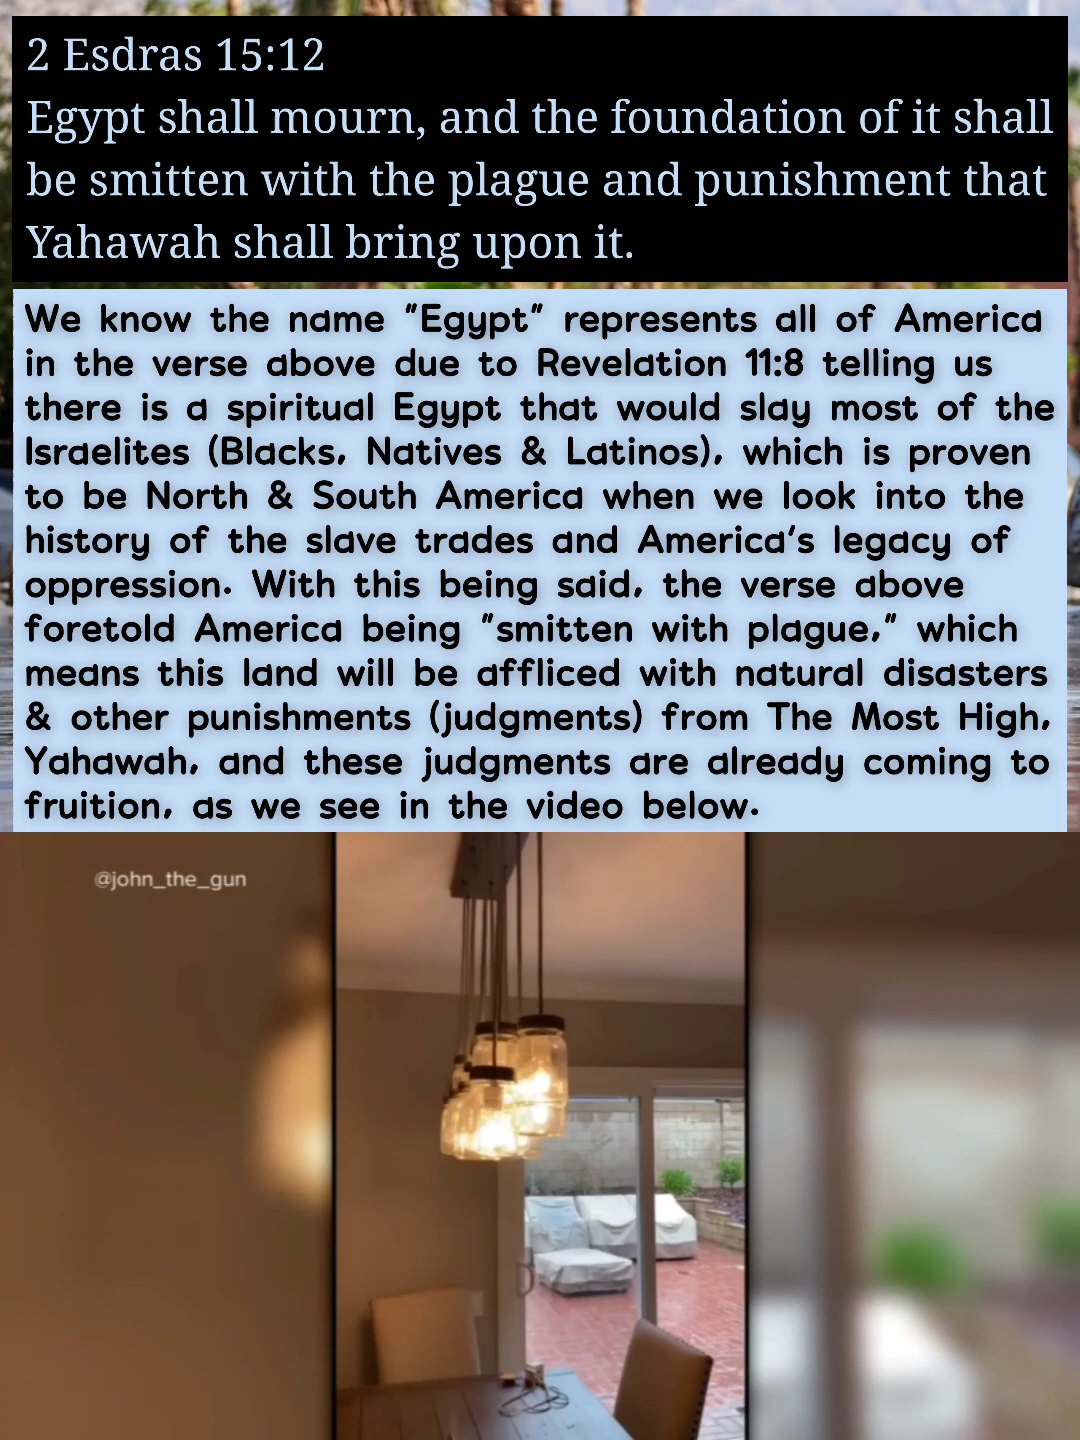 2 Esdras 15:12
Egypt shall mourn, and the foundation of it shall
be smitten with the plague and punishment that
Yahawah shall bring upon it.
We know the name "Egypt" represents all of America
in the verse above due to Revelation 11:8 telling us
there is a spiritual Egypt that would slay most of the
Israelites (Blacks, Natives & Latinos), which is proven
to be North & South America when we look into the
history of the slave trades and America's legacy of
oppression. With this being said, the verse above
foretold America being "smitten with plague," which
means this land will be affliced with natural disasters
& other punishments (judgments) from The Most High,
Yahawah, and these judgments are already coming to
fruition, as we see in the video below.
@john_the_gun